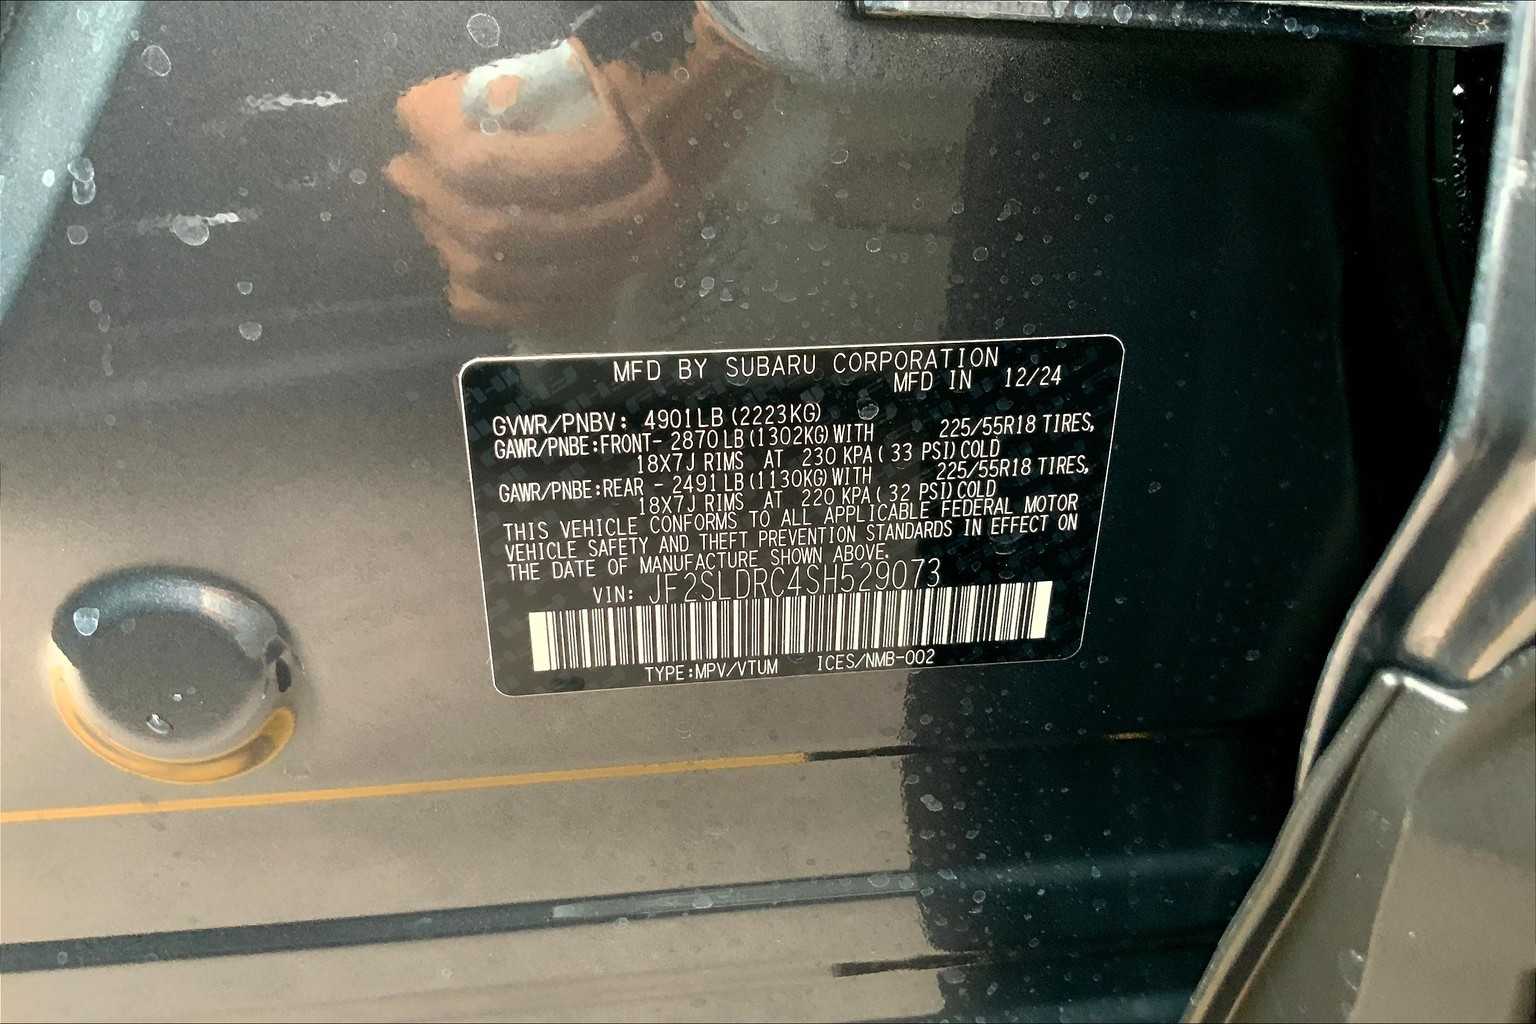 MFD BY SUBARU CORPORATION
MFD IN 12/24
GVWR/PNBV: 4901LB (2223KG)
GAWR/PNBE:FRONT- 2870 LB (1302KG) WITH 225/55R18 TIRES,
18X7J RIMS AT 230 KPA ( 33 PSI) COLD
GAWR/PNBE:REAR - 2491 LB (1130KG) WITH 225/55R18 TIRES,
18X7J RIMS AT 220 KPA ( 32 PSI) COLD
THIS VEHICLE CONFORMS TO ALL APPLICABLE FEDERAL MOTOR
VEHICLE SAFETY AND THEFT PREVENTION STANDARDS IN EFFECT ON
THE DATE OF MANUFACTURE SHOWN ABOVE.
VIN: JF2SLDRC4SH529073
TYPE:MPV/VTUM ICES/NMB-002